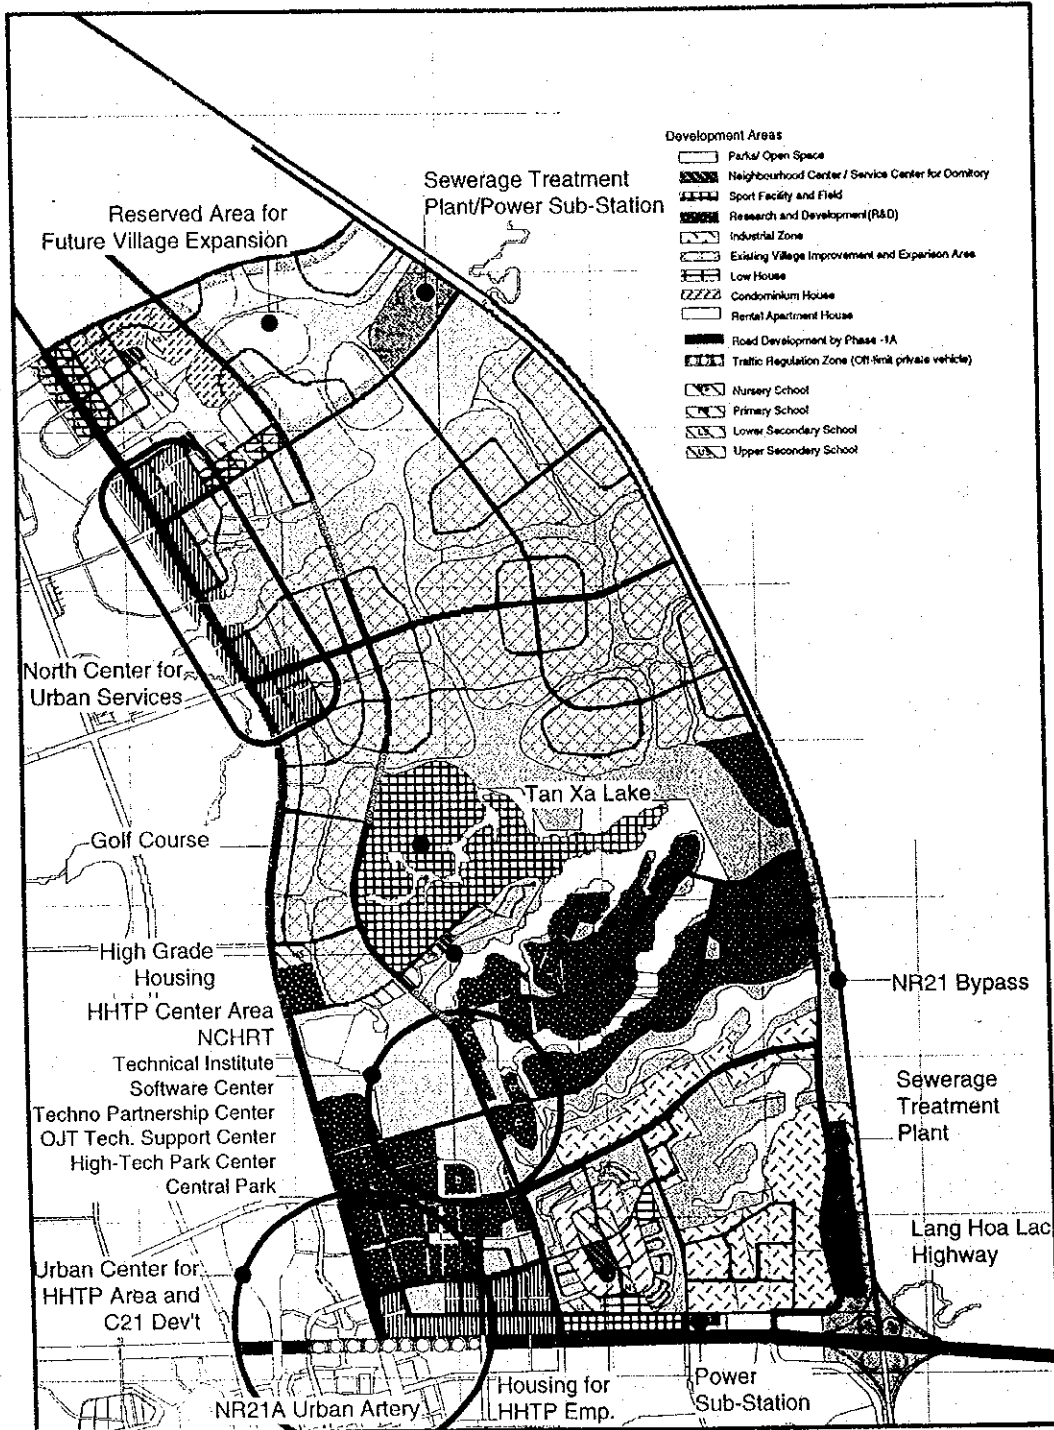 Development Areas
Parks/ Open Space
Neighbourhood Center / Service Center for Domitory
Sport Facility and Field
Research and Development(R&D)
Industrial Zone
Existing Village Improvement and Expansion Area
Low House
Condominium House
Rental Apartment House
Road Development by Phase -1A
Traffic Regulation Zone (Off-limit private vehicle)
Nursery School
Primary School
Lower Secondary School
Upper Secondary School
Sewerage Treatment
Plant/Power Sub-Station
Reserved Area for
Future Village Expansion
North Center for
Urban Services
Tan Xa Lake
Golf Course
High Grade
Housing
NR21 Bypass
HHTP Center Area
NCHRT
Technical Institute
Software Center
Techno Partnership Center
OJT Tech. Support Center
High-Tech Park Center
Central Park
Sewerage
Treatment
Plant
Lang Hoa Lac
Highway
Urban Center for
HHTP Area and
C21 Dev't
NR21A Urban Artery
Housing for
HHTP Emp.
Power
Sub-Station